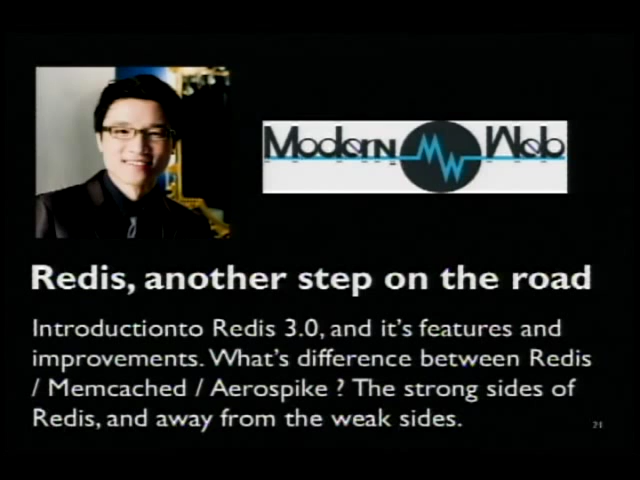 Modern Web
MW
Redis, another step on the road
Introductionto Redis 3.0, and it's features and
improvements. What's difference between Redis
/ Memcached / Aerospike ? The strong sides of
Redis, and away from the weak sides.
21